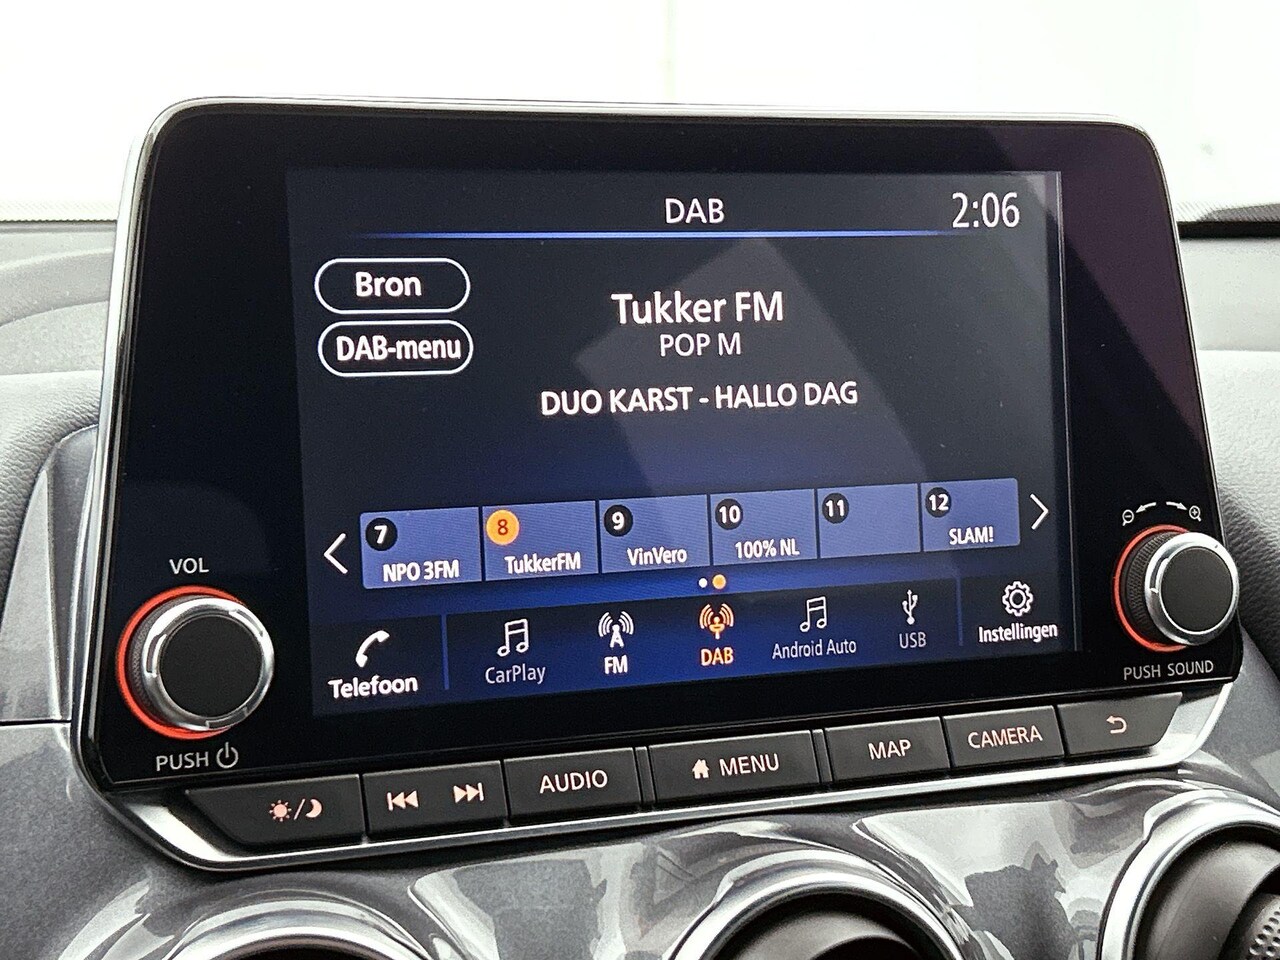 DAB
2:06
Bron
DAB-menu
Tukker FM
POP M
DUO KARST - HALLO DAG
7
NPO 3FM
8
TukkerFM
9
VinVero
10
100% NL
11
12
SLAM!
Telefoon
CarPlay
FM
DAB
Android Auto
USB
Instellingen
VOL
PUSH
PUSH SOUND
AUDIO
MENU
MAP
CAMERA